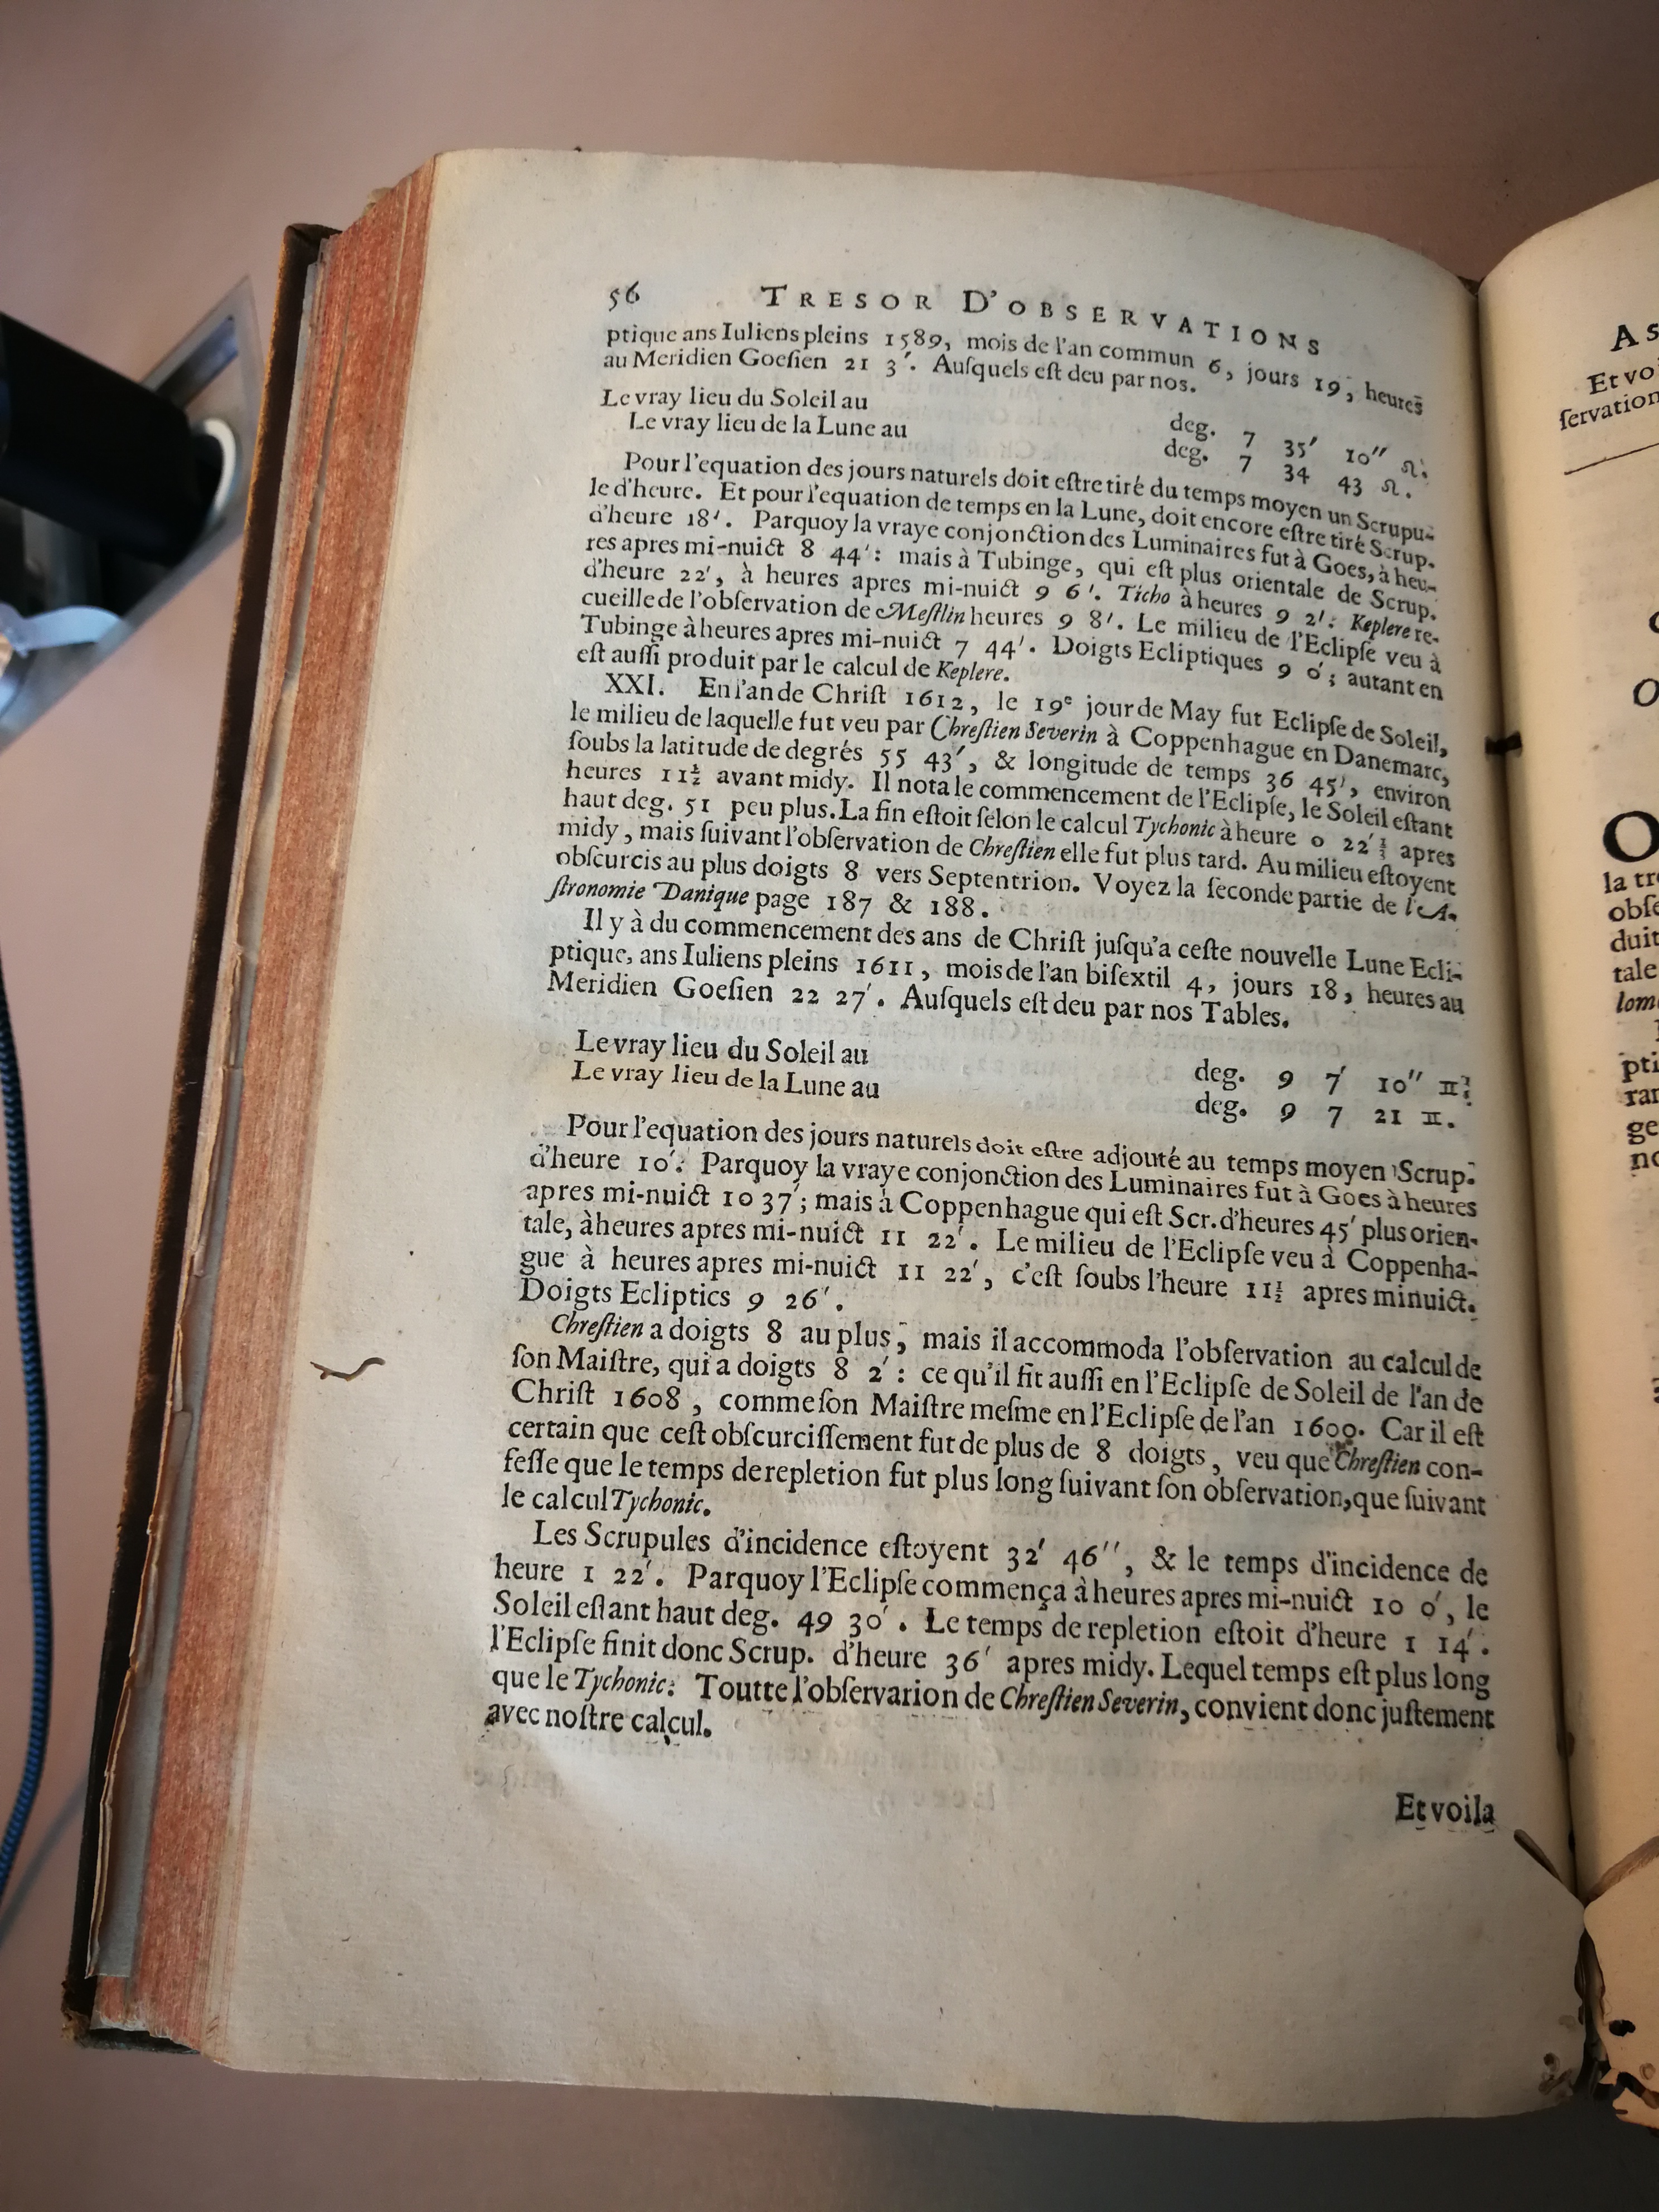 56 TRESOR D'OBSERVATIONS
ptique ans Iuliens pleins 1589, mois de l'an commun 6, jours 19, heures
au Meridien Goesien 21 3′. Auſquels eſt deu par nos.
Le vray lieu du Soleil au deg. 7 35′ 10″ ♌.
Le vray lieu de la Lune au deg. 7 34 43 ♌.
Pour l'equation des jours naturels doit eſtre tiré du temps moyen un Scrupu-
le d'heure. Et pour l'equation de temps en la Lune, doit encore eſtre tiré Scrup.
d'heure 18′. Parquoy la vraye conjonction des Luminaires fut à Goes, à heu-
res apres mi-nuict 8 44′: mais à Tubinge, qui eſt plus orientale de Scrup.
d'heure 22′, à heures apres mi-nuict 9 6′. Ticho à heures 9 2′: Keplere re-
cueille de l'obſervation de Meſtlin heures 9 8′. Le milieu de l'Eclipſe veu à
Tubinge à heures apres mi-nuict 7 44′. Doigts Ecliptiques 9 0′; autant en
eſt auſſi produit par le calcul de Keplere.
XXI. En l'an de Chriſt 1612, le 19e jour de May fut Eclipſe de Soleil,
le milieu de laquelle fut veu par Chreſtien Severin à Coppenhague en Danemarc,
ſoubs la latitude de degrés 55 43′, & longitude de temps 36 45′, environ
heures 11½ avant midy. Il nota le commencement de l'Eclipſe, le Soleil eſtant
haut deg. 51 peu plus. La fin eſtoit ſelon le calcul Tychonic à heure 0 22′ apres
midy, mais ſuivant l'obſervation de Chreſtien elle fut plus tard. Au milieu eſtoyent
obſcurcis au plus doigts 8 vers Septentrion. Voyez la ſeconde partie de l'A-
ſtronomie Danique page 187 & 188.
Il y à du commencement des ans de Chriſt juſqu'a ceſte nouvelle Lune Ecli-
ptique, ans Iuliens pleins 1611, mois de l'an biſextil 4, jours 18, heures au
Meridien Goeſien 22 27′. Auſquels eſt deu par nos Tables.
Le vray lieu du Soleil au deg. 9 7′ 10″ ♊.
Le vray lieu de la Lune au deg. 9 7 21 ♊.
Pour l'equation des jours naturels doit eſtre adjouté au temps moyen Scrup.
d'heure 10′. Parquoy la vraye conjonction des Luminaires fut à Goes à heures
apres mi-nuict 10 37′; mais à Coppenhague qui eſt Scr. d'heures 45′ plus orien-
tale, à heures apres mi-nuict 11 22′. Le milieu de l'Eclipſe veu à Coppenha-
gue à heures apres mi-nuict 11 22′, c'eſt ſoubs l'heure 11½ apres minuict.
Doigts Ecliptics 9 26′.
Chreſtien a doigts 8 au plus, mais il accommoda l'obſervation au calcul de
ſon Maiſtre, qui a doigts 8 2′: ce qu'il fit auſſi en l'Eclipſe de Soleil de l'an de
Chriſt 1608, comme ſon Maiſtre meſme en l'Eclipſe de l'an 1600. Car il eſt
certain que ceſt obſcurciſſement fut de plus de 8 doigts, veu que Chreſtien con-
feſſe que le temps de repletion fut plus long ſuivant ſon obſervation, que ſuivant
le calcul Tychonic.
Les Scrupules d'incidence eſtoyent 32′ 46″, & le temps d'incidence de
heure 1 22′. Parquoy l'Eclipſe commença à heures apres mi-nuict 10 0′, le
Soleil eſtant haut deg. 49 30′. Le temps de repletion eſtoit d'heure 1 14′.
l'Eclipſe finit donc Scrup. d'heure 36′ apres midy. Lequel temps eſt plus long
que le Tychonic. Toutte l'obſervarion de Chreſtien Severin, convient donc juſtement
avec noſtre calcul.
Et voila
As
Et voi
ſervation
O
la tr
obſe
duit
tale
lom
pti
ran
ge
no